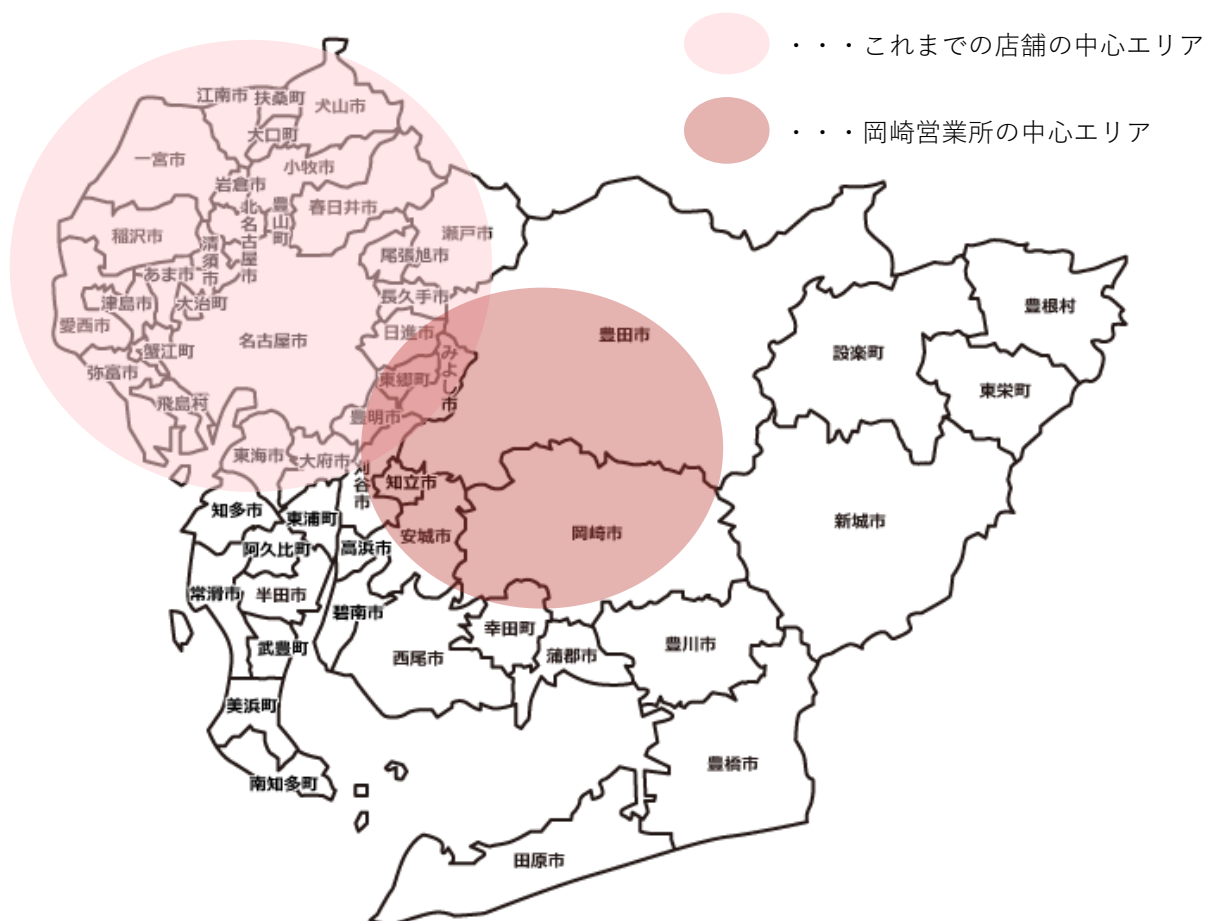 ・・・これまでの店舗の中心エリア
・・・岡崎営業所の中心エリア
江南市
扶桑町
犬山市
大口町
一宮市
小牧市
岩倉市
北名古屋市
豊山町
春日井市
稲沢市
清須市
尾張旭市
瀬戸市
あま市
津島市
大治町
長久手市
愛西市
蟹江町
名古屋市
日進市
みよし市
豊田市
弥富市
飛島村
東郷町
豊明市
設楽町
豊根村
東栄町
東海市
大府市
刈谷市
知立市
知多市
東浦町
安城市
岡崎市
新城市
阿久比町
高浜市
常滑市
半田市
碧南市
幸田町
武豊町
西尾市
蒲郡市
豊川市
美浜町
南知多町
豊橋市
田原市